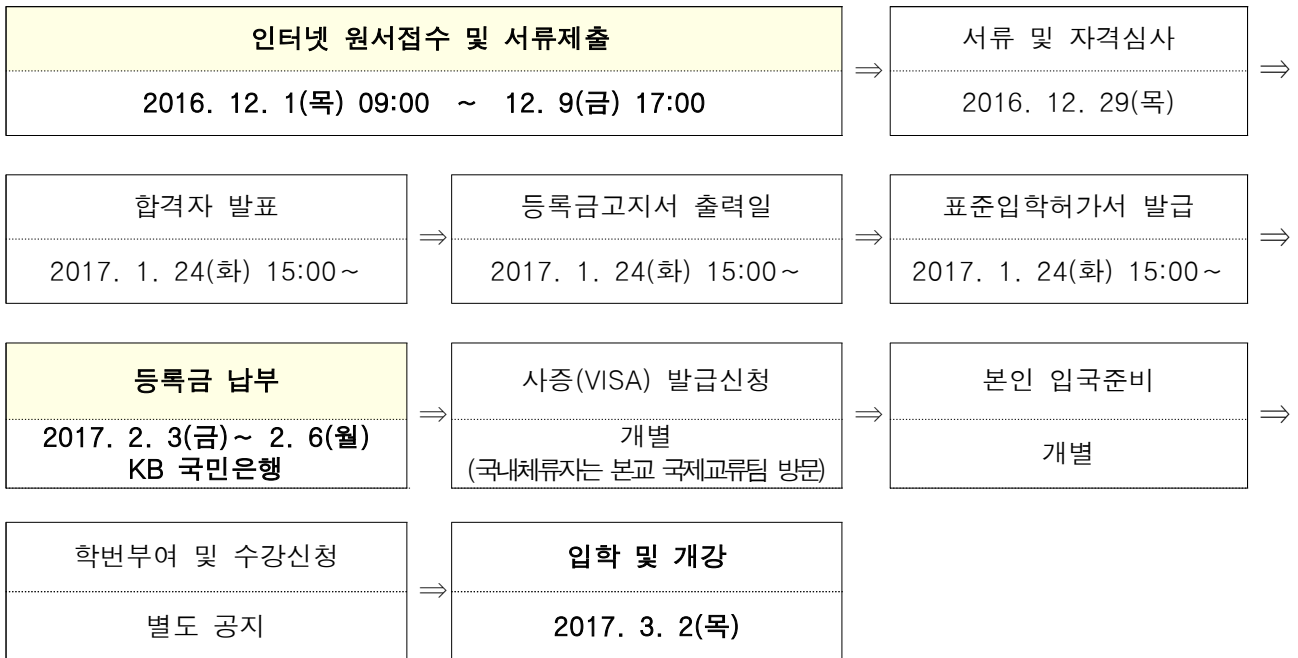 인터넷 원서접수 및 서류제출
2016. 12. 1(목) 09:00 ~ 12. 9(금) 17:00
⇒
서류 및 자격심사
2016. 12. 29(목)
⇒
합격자 발표
2017. 1. 24(화) 15:00~
⇒
등록금고지서 출력일
2017. 1. 24(화) 15:00~
⇒
표준입학허가서 발급
2017. 1. 24(화) 15:00~
⇒
등록금 납부
2017. 2. 3(금)~ 2. 6(월)
KB 국민은행
⇒
사증(VISA) 발급신청
개별
(국내체류자는 본교 국제교류팀 방문)
⇒
본인 입국준비
개별
⇒
학번부여 및 수강신청
별도 공지
⇒
입학 및 개강
2017. 3. 2(목)